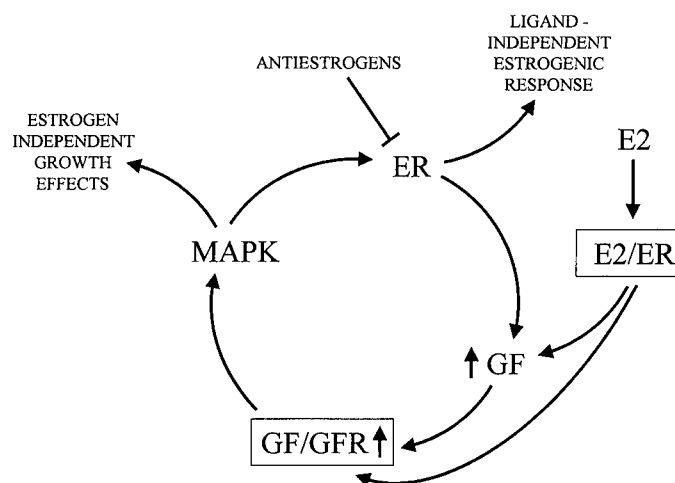 LIGAND -
INDEPENDENT
ESTROGENIC
RESPONSE
ANTIESTROGENS
ESTROGEN
INDEPENDENT
GROWTH
EFFECTS
E2
ER
MAPK
E2/ER
GF
GF/GFR